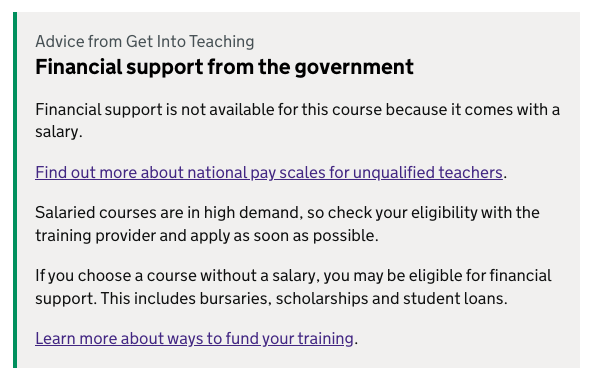 Advice from Get Into Teaching
Financial support from the government
Financial support is not available for this course because it comes with a
salary.
Find out more about national pay scales for unqualified teachers.
Salaried courses are in high demand, so check your eligibility with the
training provider and apply as soon as possible.
If you choose a course without a salary, you may be eligible for financial
support. This includes bursaries, scholarships and student loans.
Learn more about ways to fund your training.